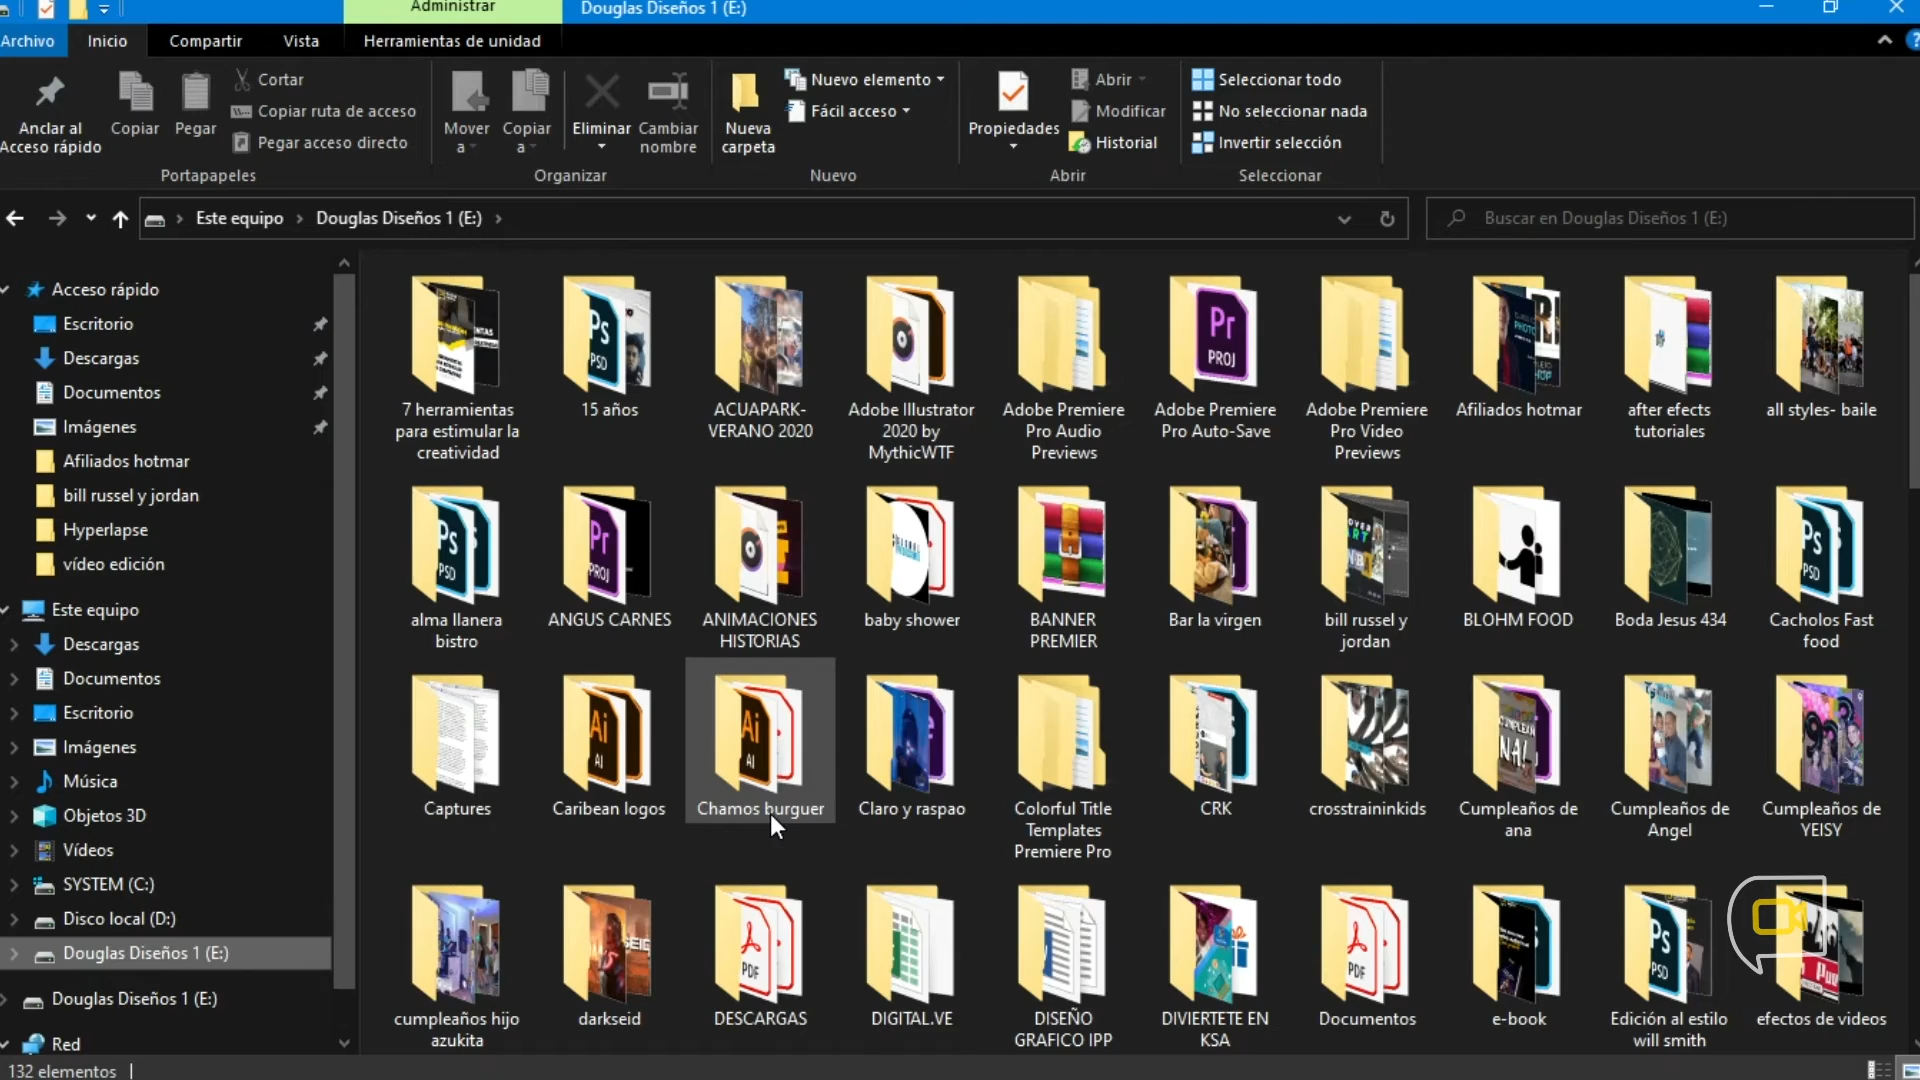 Administrar
Douglas Diseños 1 (E:)
Archivo
Inicio
Compartir
Vista
Herramientas de unidad
Anclar al
Acceso rápido
Copiar
Pegar
Cortar
Copiar ruta de acceso
Pegar acceso directo
Portapapeles
Mover
a
Copiar
a
Eliminar
Cambiar
nombre
Organizar
Nueva
carpeta
Nuevo elemento
Fácil acceso
Nuevo
Propiedades
Abrir
Modificar
Historial
Abrir
Seleccionar todo
No seleccionar nada
Invertir selección
Seleccionar
Este equipo
Douglas Diseños 1 (E:)
Buscar en Douglas Diseños 1 (E:)
Acceso rápido
Escritorio
Descargas
Documentos
Imágenes
Afiliados hotmar
bill russel y jordan
Hyperlapse
vídeo edición
Este equipo
Descargas
Documentos
Escritorio
Imágenes
Música
Objetos 3D
Vídeos
SYSTEM (C:)
Disco local (D:)
Douglas Diseños 1 (E:)
Douglas Diseños 1 (E:)
Red
7 herramientas
para estimular la
creatividad
15 años
ACUAPARK-
VERANO 2020
Adobe Illustrator
2020 by
MythicWTF
Adobe Premiere
Pro Audio
Previews
Adobe Premiere
Pro Auto-Save
Adobe Premiere
Pro Video
Previews
Afiliados hotmar
after efects
tutoriales
all styles- baile
alma llanera
bistro
ANGUS CARNES
ANIMACIONES
HISTORIAS
baby shower
BANNER
PREMIER
Bar la virgen
bill russel y
jordan
BLOHM FOOD
Boda Jesus 434
Cacholos Fast
food
Captures
Caribean logos
Chamos burguer
Claro y raspao
Colorful Title
Templates
Premiere Pro
CRK
crosstraininkids
Cumpleaños de
ana
Cumpleaños de
Angel
Cumpleaños de
YEISY
cumpleaños hijo
azukita
darkseid
DESCARGAS
DIGITAL.VE
DISEÑO
GRAFICO IPP
DIVIERTETE EN
KSA
Documentos
e-book
Edición al estilo
will smith
efectos de videos
132 elementos